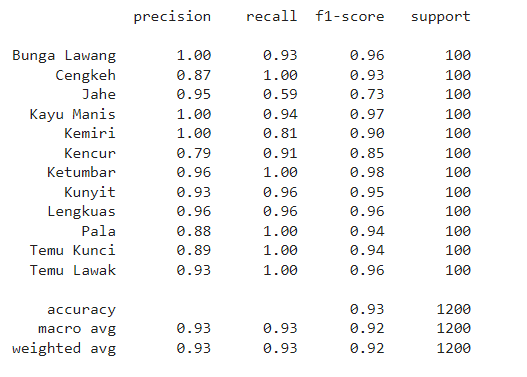 precision recall f1-score support
Bunga Lawang 1.00 0.93 0.96 100
Cengkeh 0.87 1.00 0.93 100
Jahe 0.95 0.59 0.73 100
Kayu Manis 1.00 0.94 0.97 100
Kemiri 1.00 0.81 0.90 100
Kencur 0.79 0.91 0.85 100
Ketumbar 0.96 1.00 0.98 100
Kunyit 0.93 0.96 0.95 100
Lengkuas 0.96 0.96 0.96 100
Pala 0.88 1.00 0.94 100
Temu Kunci 0.89 1.00 0.94 100
Temu Lawak 0.93 1.00 0.96 100
accuracy 0.93 1200
macro avg 0.93 0.93 0.92 1200
weighted avg 0.93 0.93 0.92 1200